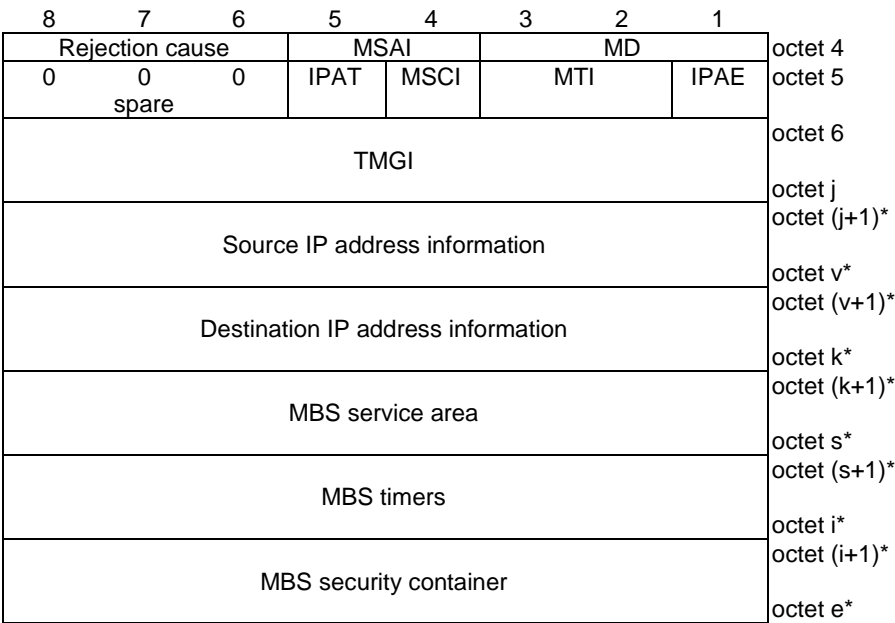 8 7 6 5 4 3 2 1
Rejection cause MSAI MD octet 4
0 0 0 IPAT MSCI MTI IPAE octet 5
spare
octet 6
TMGI
octet j
octet (j+1)*
Source IP address information
octet v*
octet (v+1)*
Destination IP address information
octet k*
octet (k+1)*
MBS service area
octet s*
octet (s+1)*
MBS timers
octet i*
octet (i+1)*
MBS security container
octet e*